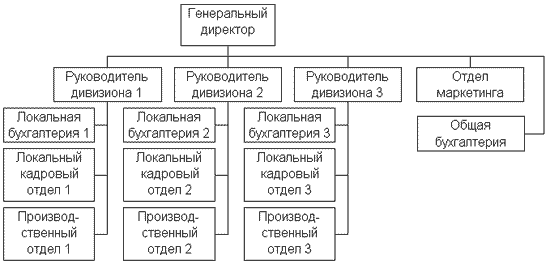 Генеральный
директор
Руководитель
дивизиона 1
Руководитель
дивизиона 2
Руководитель
дивизиона 3
Отдел
маркетинга
Локальная
бухгалтерия 1
Локальная
бухгалтерия 2
Локальная
бухгалтерия 3
Общая
бухгалтерия
Локальный
кадровый
отдел 1
Локальный
кадровый
отдел 2
Локальный
кадровый
отдел 3
Производ-
ственный
отдел 1
Производ-
ственный
отдел 2
Производ-
ственный
отдел 3